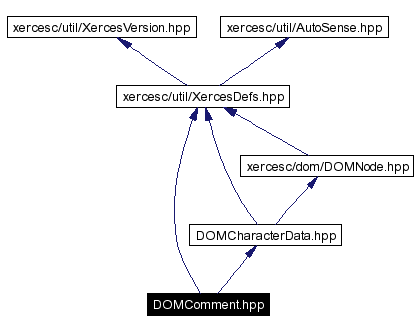 xercesc/util/XercesVersion.hpp
xercesc/util/AutoSense.hpp
xercesc/util/XercesDefs.hpp
xercesc/dom/DOMNode.hpp
DOMCharacterData.hpp
DOMComment.hpp